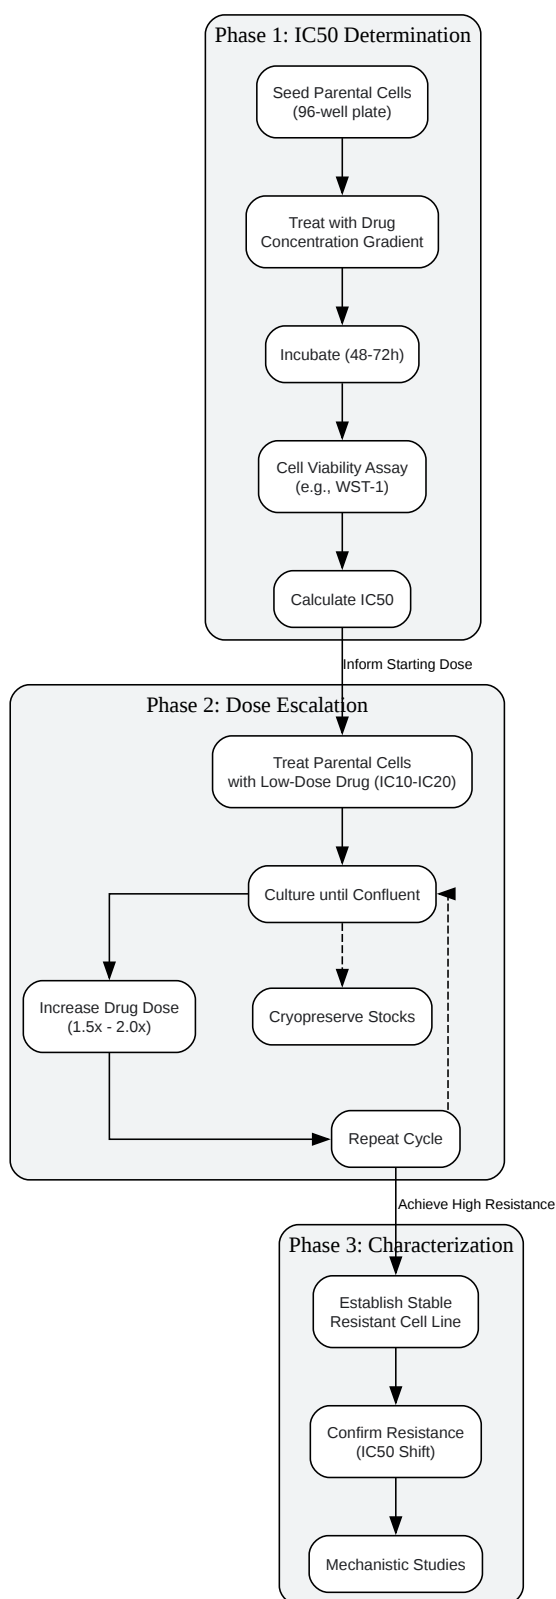 Phase 1: IC50 Determination
Seed Parental Cells
(96-well plate)
Treat with Drug
Concentration Gradient
Incubate (48-72h)
Cell Viability Assay
(e.g., WST-1)
Calculate IC50
Inform Starting Dose
Phase 2: Dose Escalation
Treat Parental Cells
with Low-Dose Drug (IC10-IC20)
Culture until Confluent
Increase Drug Dose
(1.5x - 2.0x)
Cryopreserve Stocks
Repeat Cycle
Achieve High Resistance
Phase 3: Characterization
Establish Stable
Resistant Cell Line
Confirm Resistance
(IC50 Shift)
Mechanistic Studies